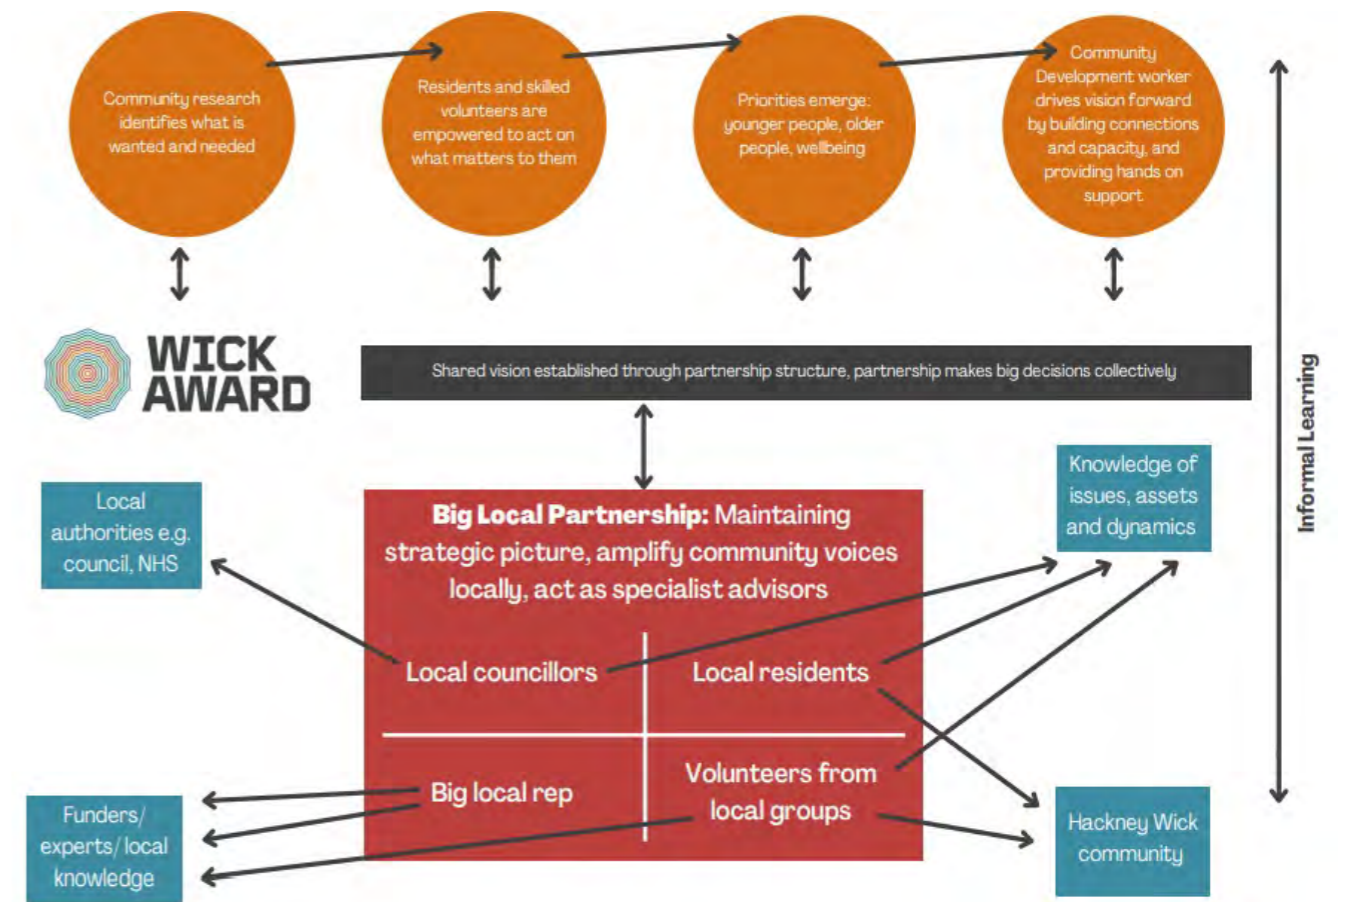 Community research
identifies what is
wanted and needed
Residents and skilled
volunteers are
empowered to act on
what matters to them
Priorities emerge:
younger people, older
people, wellbeing
Community
Development worker
drives vision forward
by building connections
and capacity, and
providing hands on
support
WICK
AWARD
Shared vision established through partnership structure, partnership makes big decisions collectively
Informal Learning
Local
authorities e.g.
council, NHS
Big Local Partnership: Maintaining
strategic picture, amplify community voices
locally, act as specialist advisors
Knowledge of
issues, assets
and dynamics
Local councillors
Local residents
Big local rep
Volunteers from
local groups
Funders/
experts/local
knowledge
Hackney Wick
community